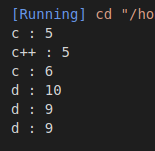 [Running] cd "/ho
c : 5
c++ : 5
c : 6
d : 10
d : 9
d : 9